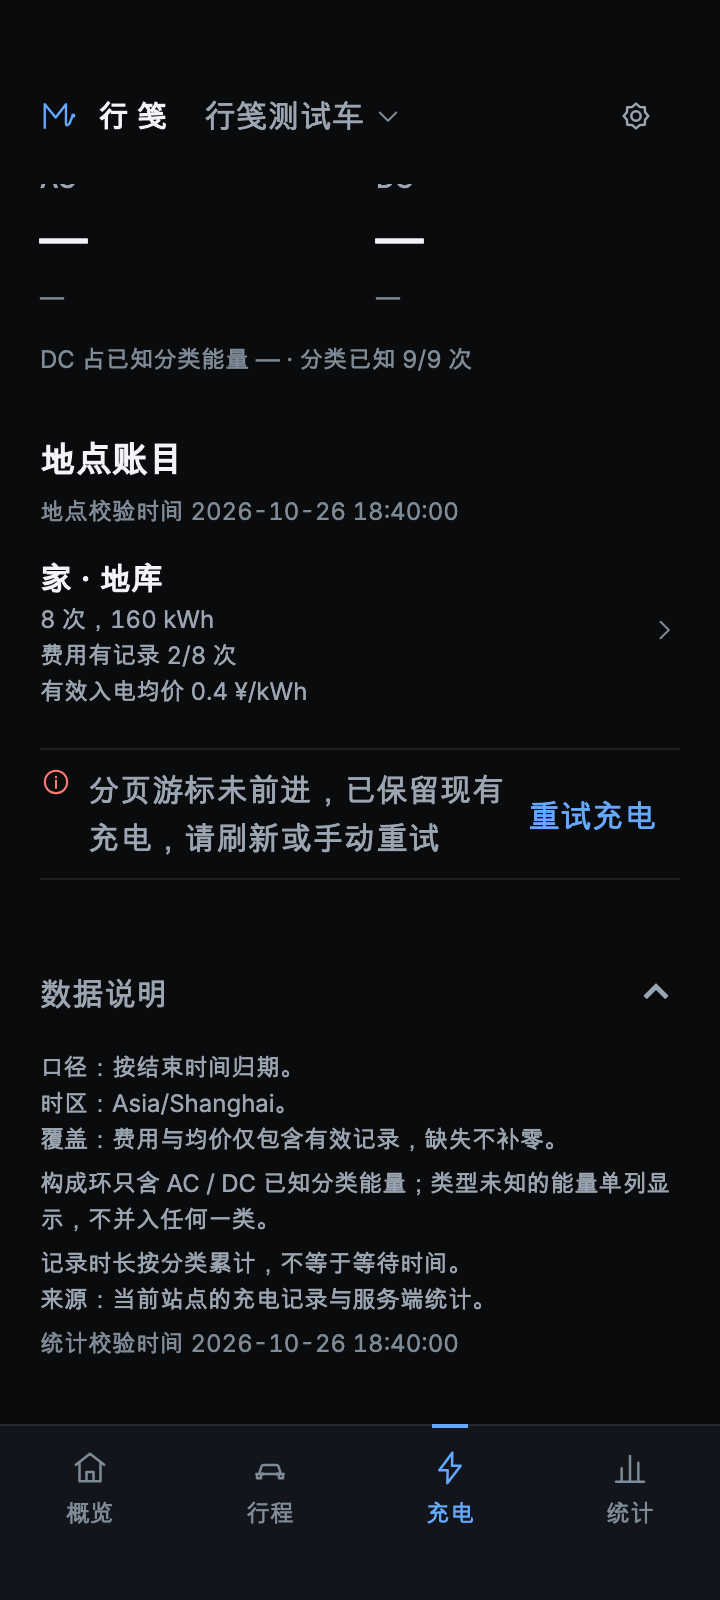 行笺 行笺测试车
—
—
—
—
DC 占已知分类能量 — · 分类已知 9/9 次
地点账目
地点校验时间 2026-10-26 18:40:00
家 · 地库
8 次，160 kWh
费用有记录 2/8 次
有效入电均价 0.4 ¥/kWh
分页游标未前进，已保留现有
充电，请刷新或手动重试
重试充电
数据说明
口径：按结束时间归期。
时区：Asia/Shanghai。
覆盖：费用与均价仅包含有效记录，缺失不补零。
构成环只含 AC / DC 已知分类能量；类型未知的能量单列显
示，不并入任何一类。
记录时长按分类累计，不等于等待时间。
来源：当前站点的充电记录与服务端统计。
统计校验时间 2026-10-26 18:40:00
概览
行程
充电
统计